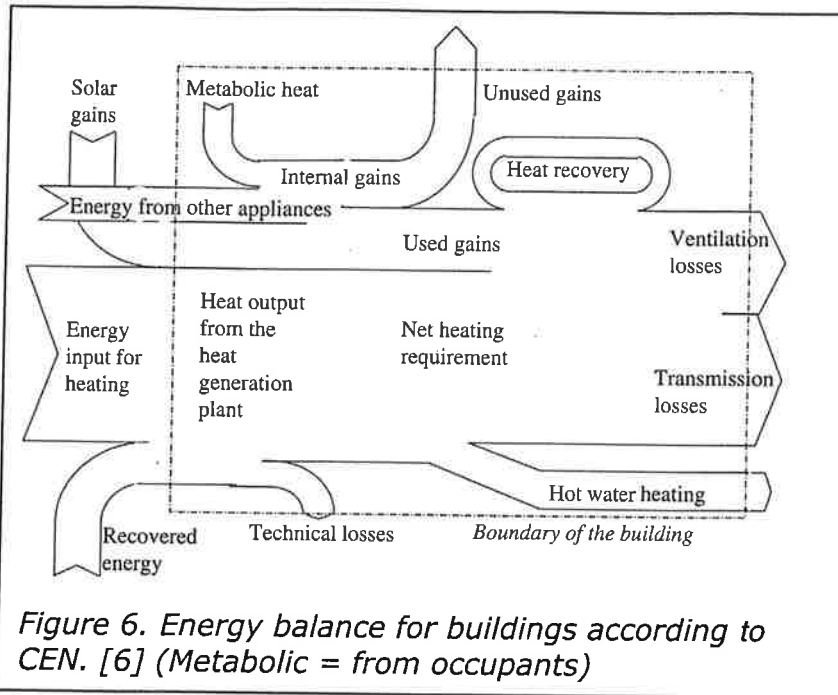 Solar
gains
Metabolic heat
Unused gains
Internal gains
Heat recovery
Energy from other appliances
Used gains
Ventilation
losses
Energy
input for
heating
Heat output
from the
heat
generation
plant
Net heating
requirement
Transmission
losses
Hot water heating
Recovered
energy
Technical losses
Boundary of the building
Figure 6. Energy balance for buildings according to
CEN. [6] (Metabolic = from occupants)